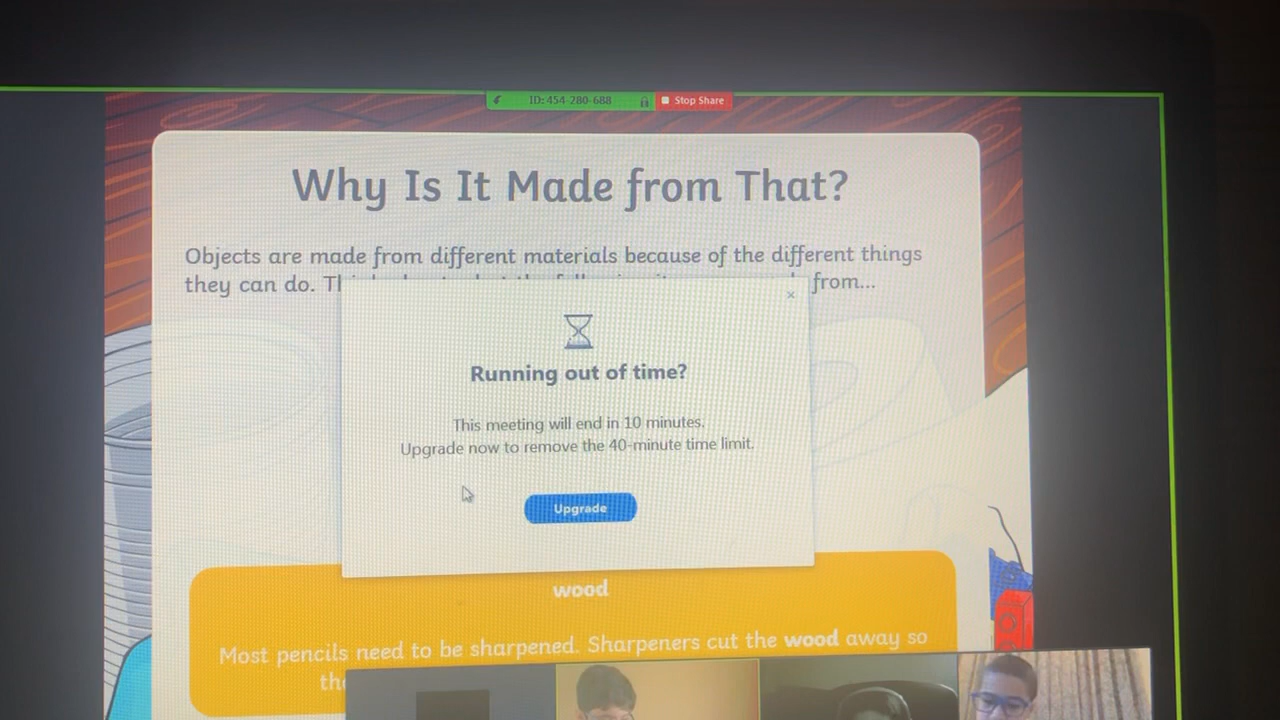 ID: 454-280-688
Stop Share
Why Is It Made from That?
Objects are made from different materials because of the different things
they can do. from...
Running out of time?
This meeting will end in 10 minutes.
Upgrade now to remove the 40-minute time limit.
Upgrade
wood
Most pencils need to be sharpened. Sharpeners cut the wood away so